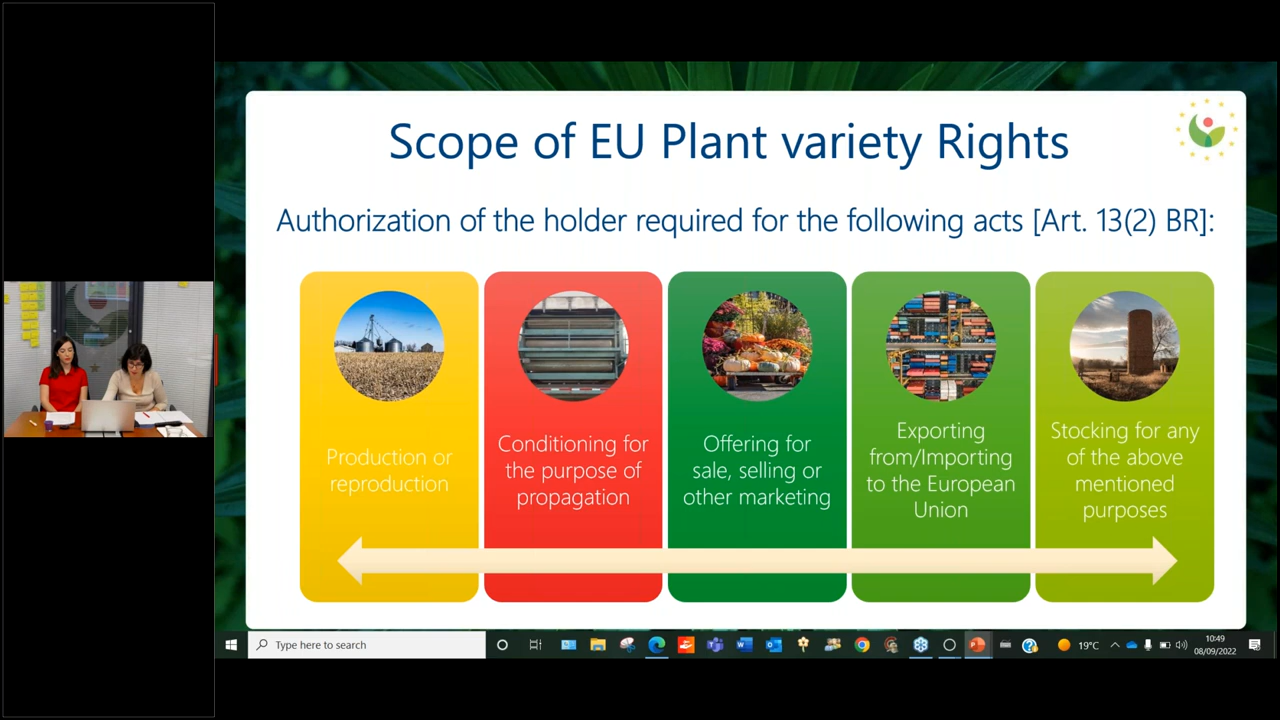 Scope of EU Plant variety Rights
Authorization of the holder required for the following acts [Art. 13(2) BR]:
Production or
reproduction
Conditioning for
the purpose of
propagation
Offering for
sale, selling or
other marketing
Exporting
from/Importing
to the European
Union
Stocking for any
of the above
mentioned
purposes
Type here to search
19°C
10:49
08/09/2022